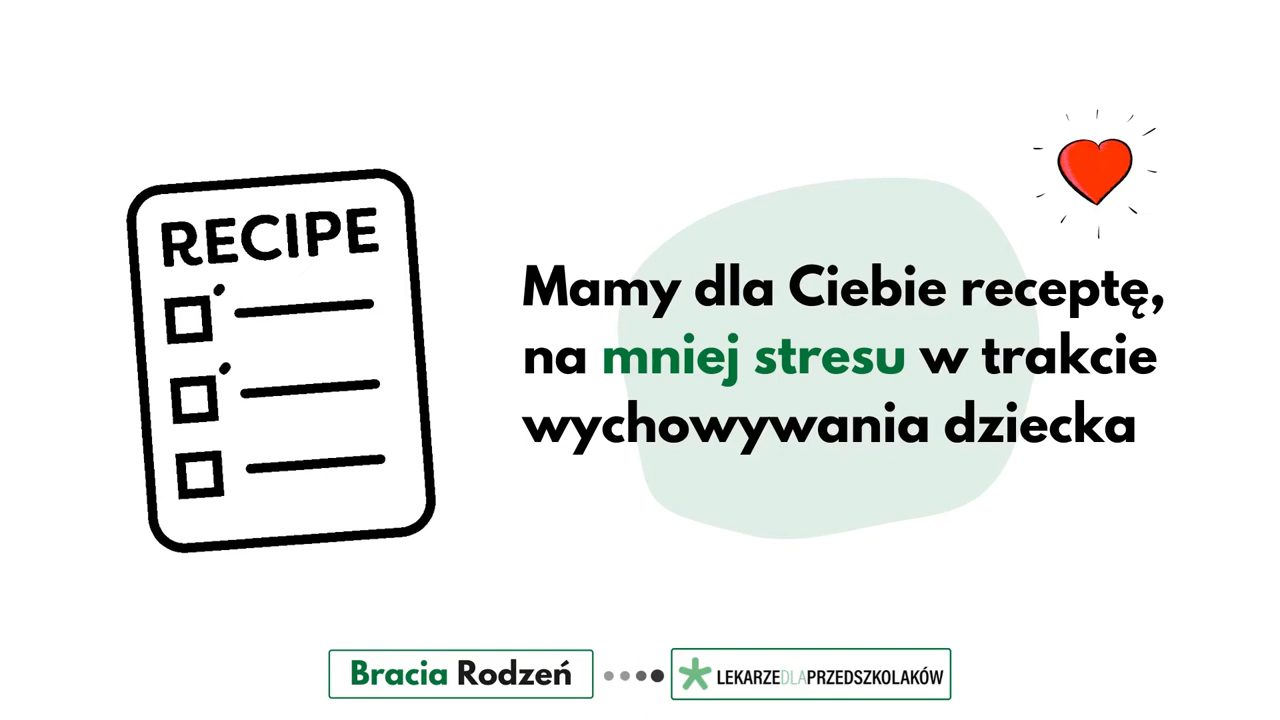 RECIPE
Mamy dla Ciebie receptę,
na mniej stresu w trakcie
wychowywania dziecka
Bracia Rodzeń
LEKARZEDLAPRZEDSZKOLAKÓW